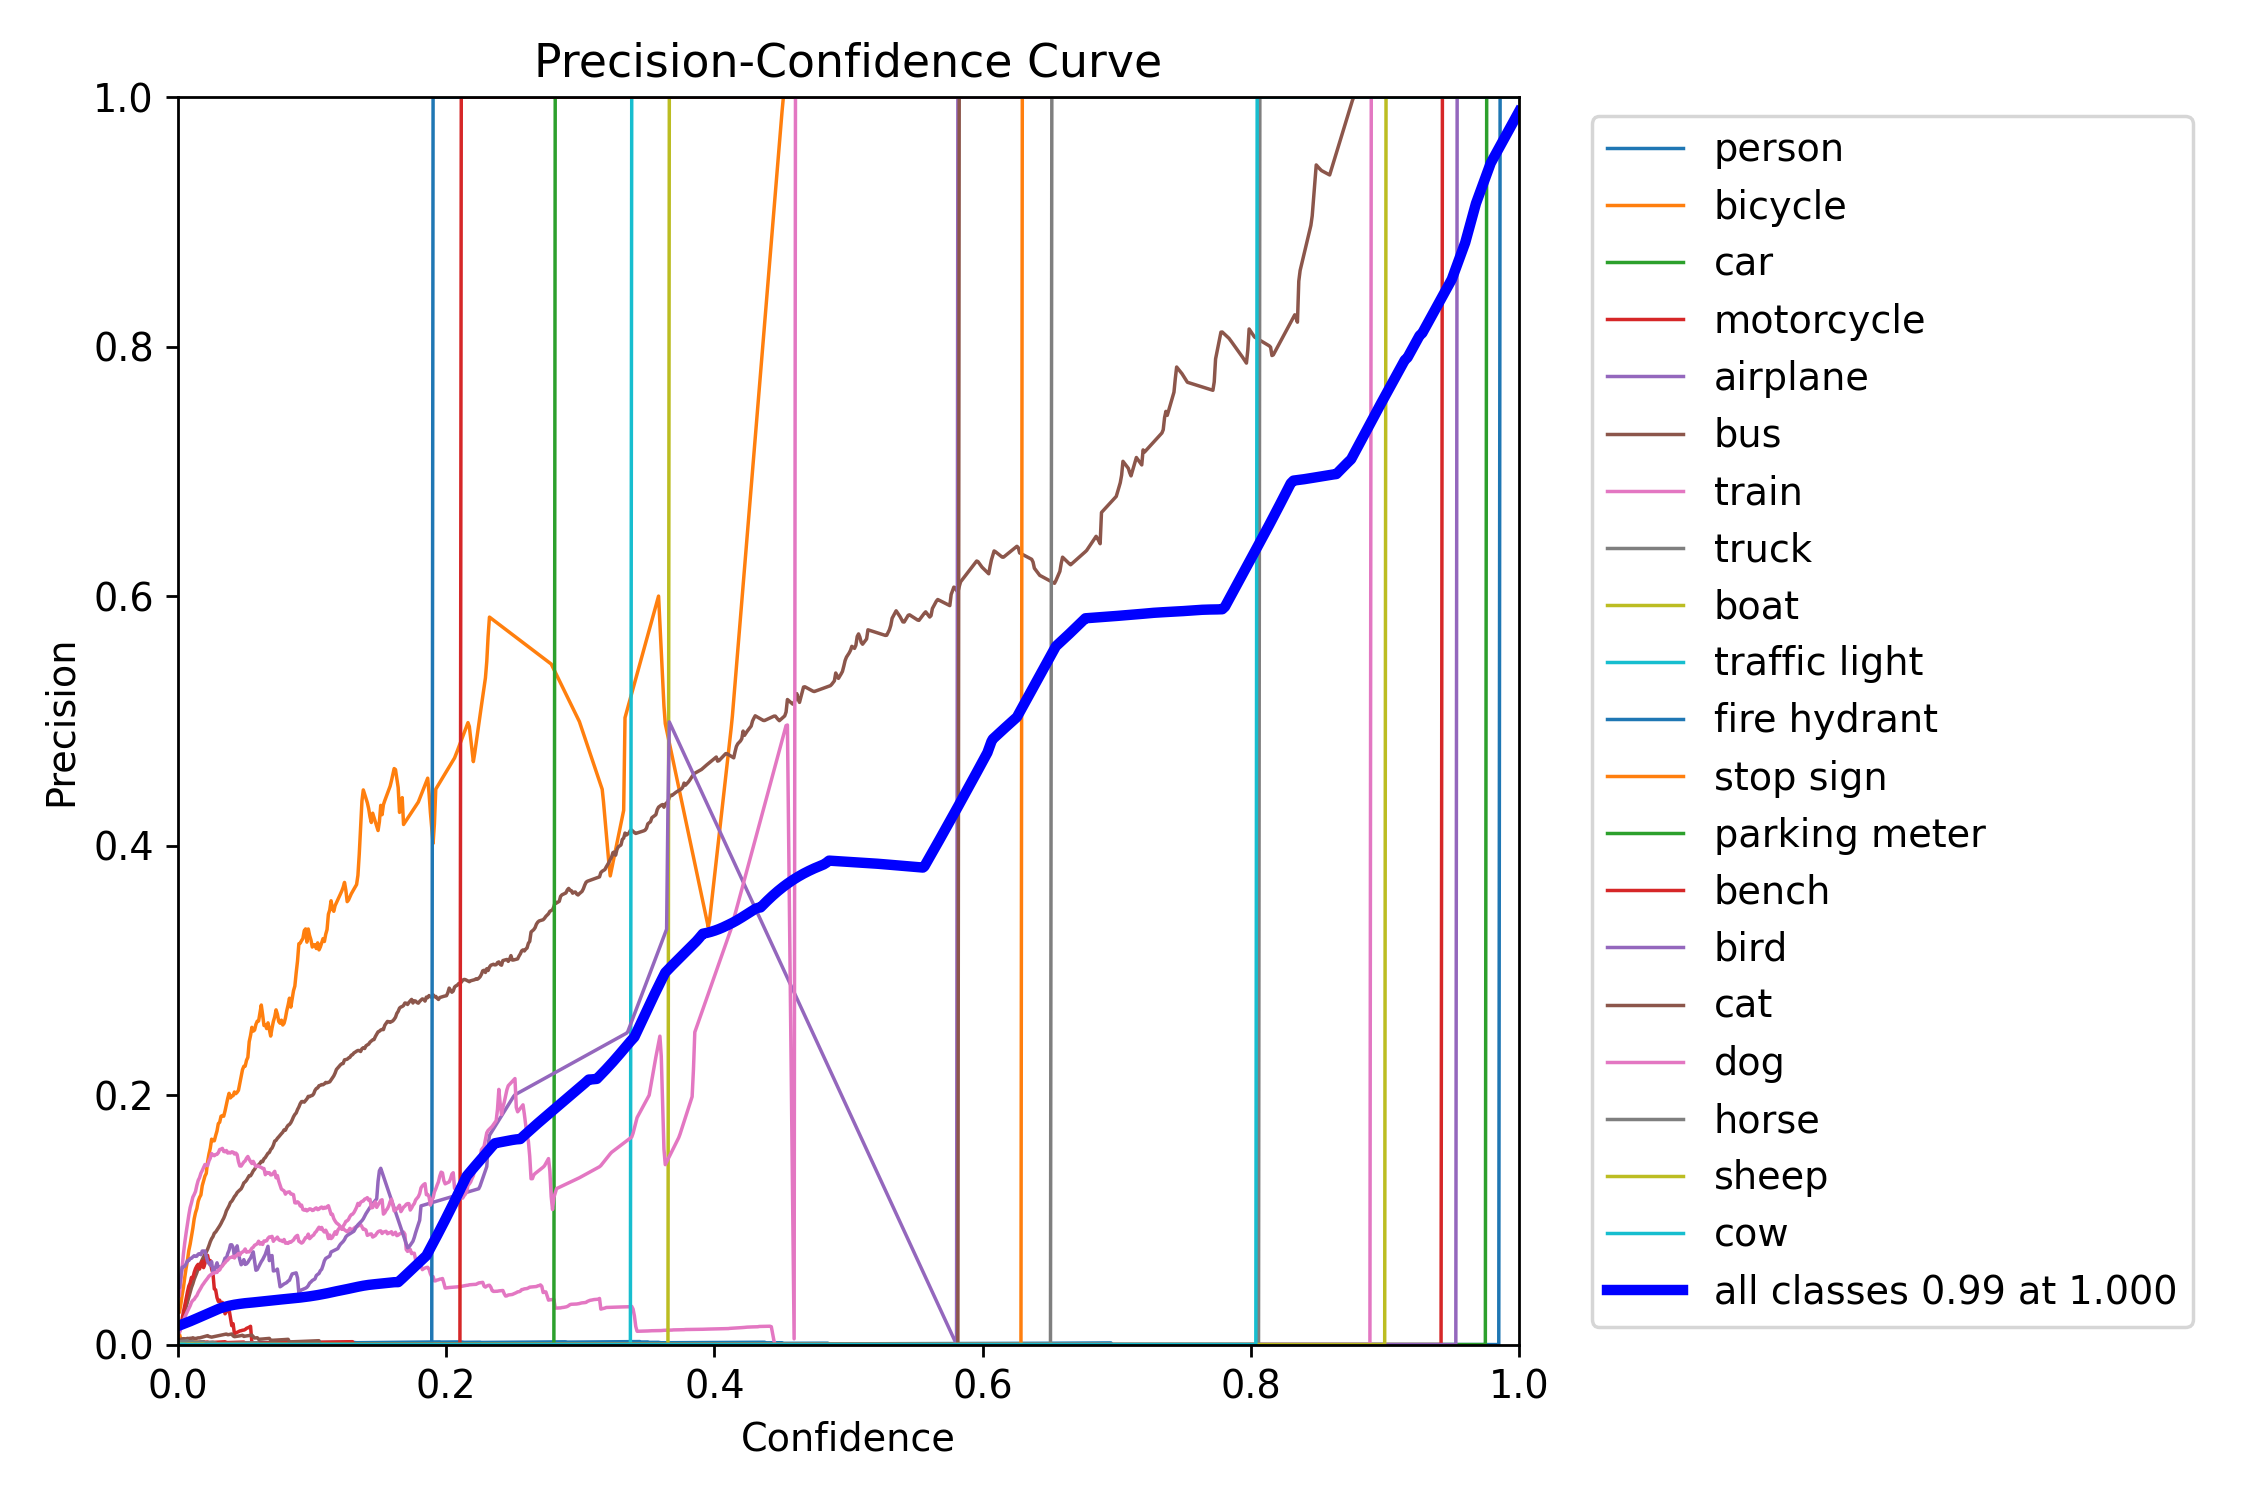 Precision-Confidence Curve
1.0
0.8
0.6
0.4
0.2
0.0
Precision
0.0 0.2 0.4 0.6 0.8 1.0
Confidence
person
bicycle
car
motorcycle
airplane
bus
train
truck
boat
traffic light
fire hydrant
stop sign
parking meter
bench
bird
cat
dog
horse
sheep
cow
all classes 0.99 at 1.000